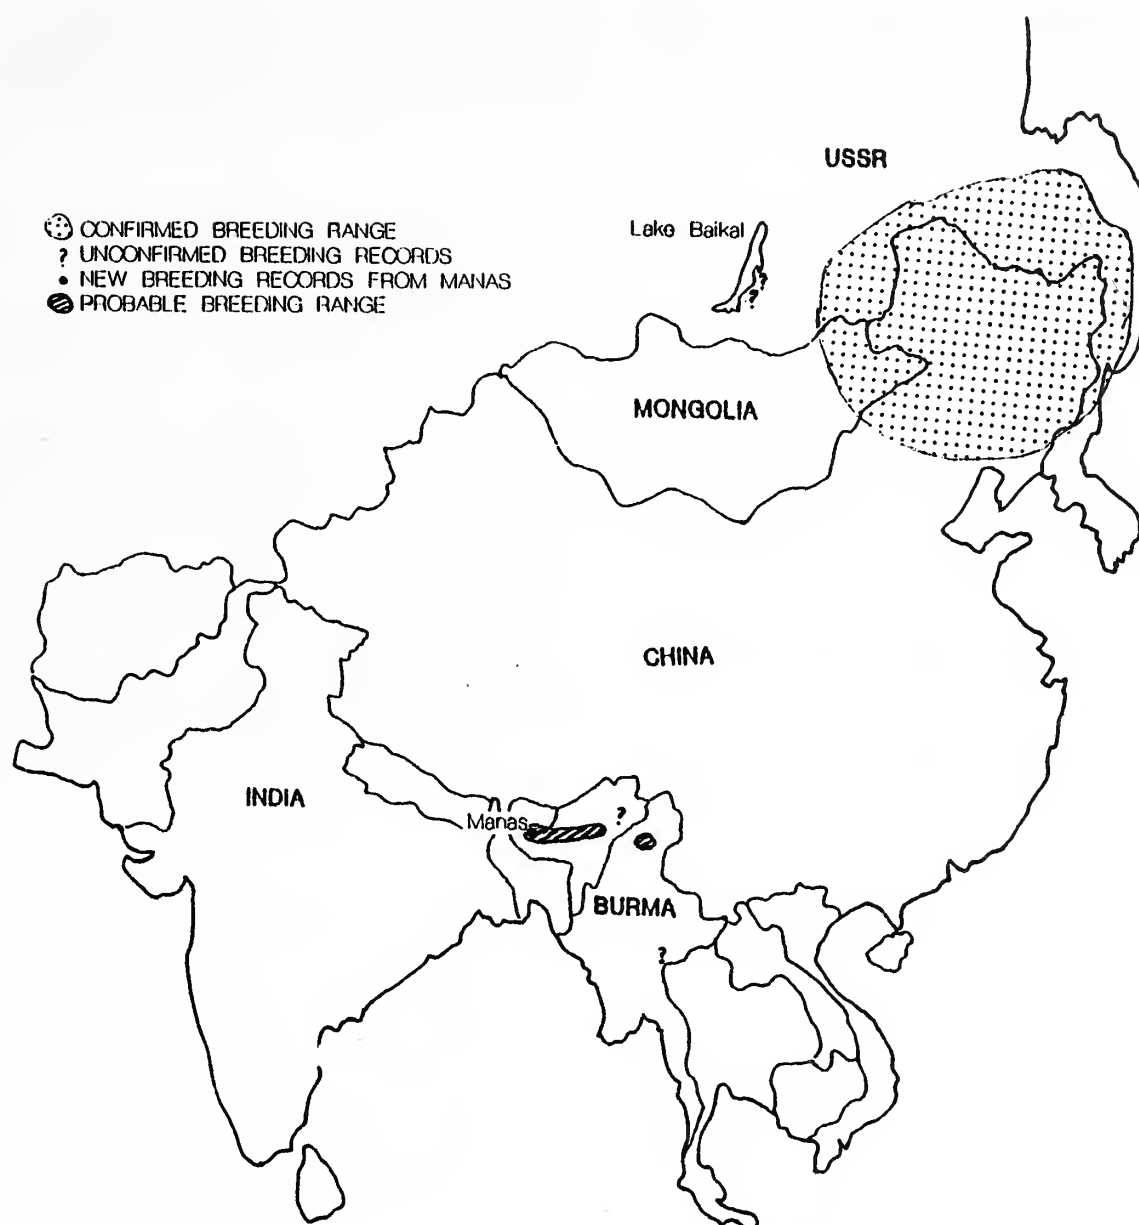 USSR
CONFIRMED BREEDING RANGE
? UNCONFIRMED BREEDING RECORDS
• NEW BREEDING RECORDS FROM MANAS
PROBABLE BREEDING RANGE
Lake Baikal
?
?
MONGOLIA
CHINA
INDIA
?
Manas
BURMA
?